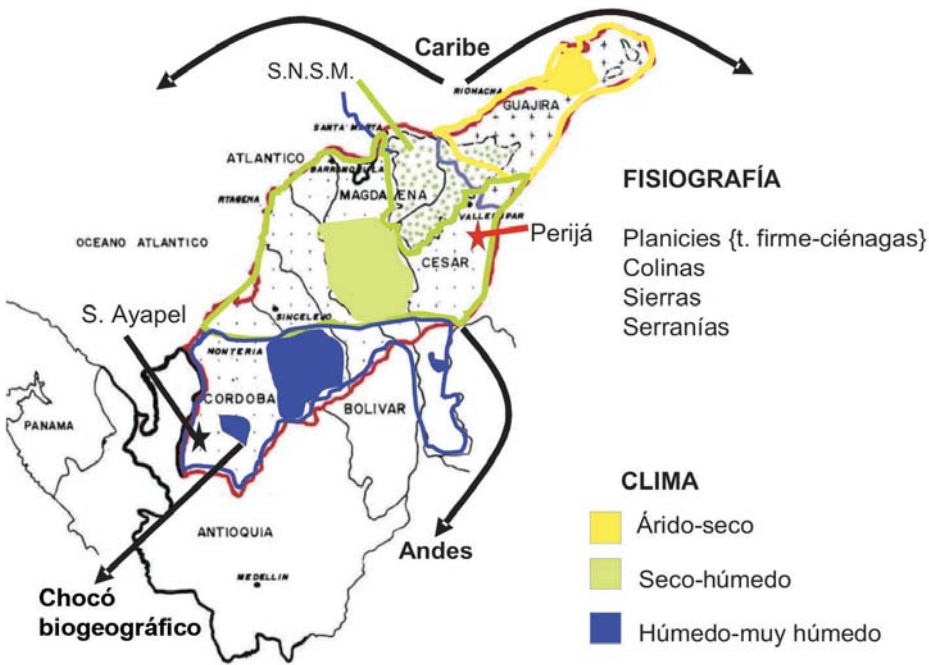 Caribe
S.N.S.M.
RIOHACHA
GUAJIRA
SANTA MARTA
ATLANTICO
BARRANQUILLA
MAGDALENA
RTAGENA
VALLEDUPAR
FISIOGRAFÍA
Perijá
Planicies {t. firme-ciénagas}
OCEANO ATLANTICO
CESAR
Colinas
Sierras
S. Ayapel
SINCELEJO
Serranías
MONTERIA
CORDOBA
BOLIVAR
PANAMA
CLIMA
Árido-seco
ANTIOQUIA
Andes
Seco-húmedo
MEDELLIN
Chocó
biogeográfico
Húmedo-muy húmedo